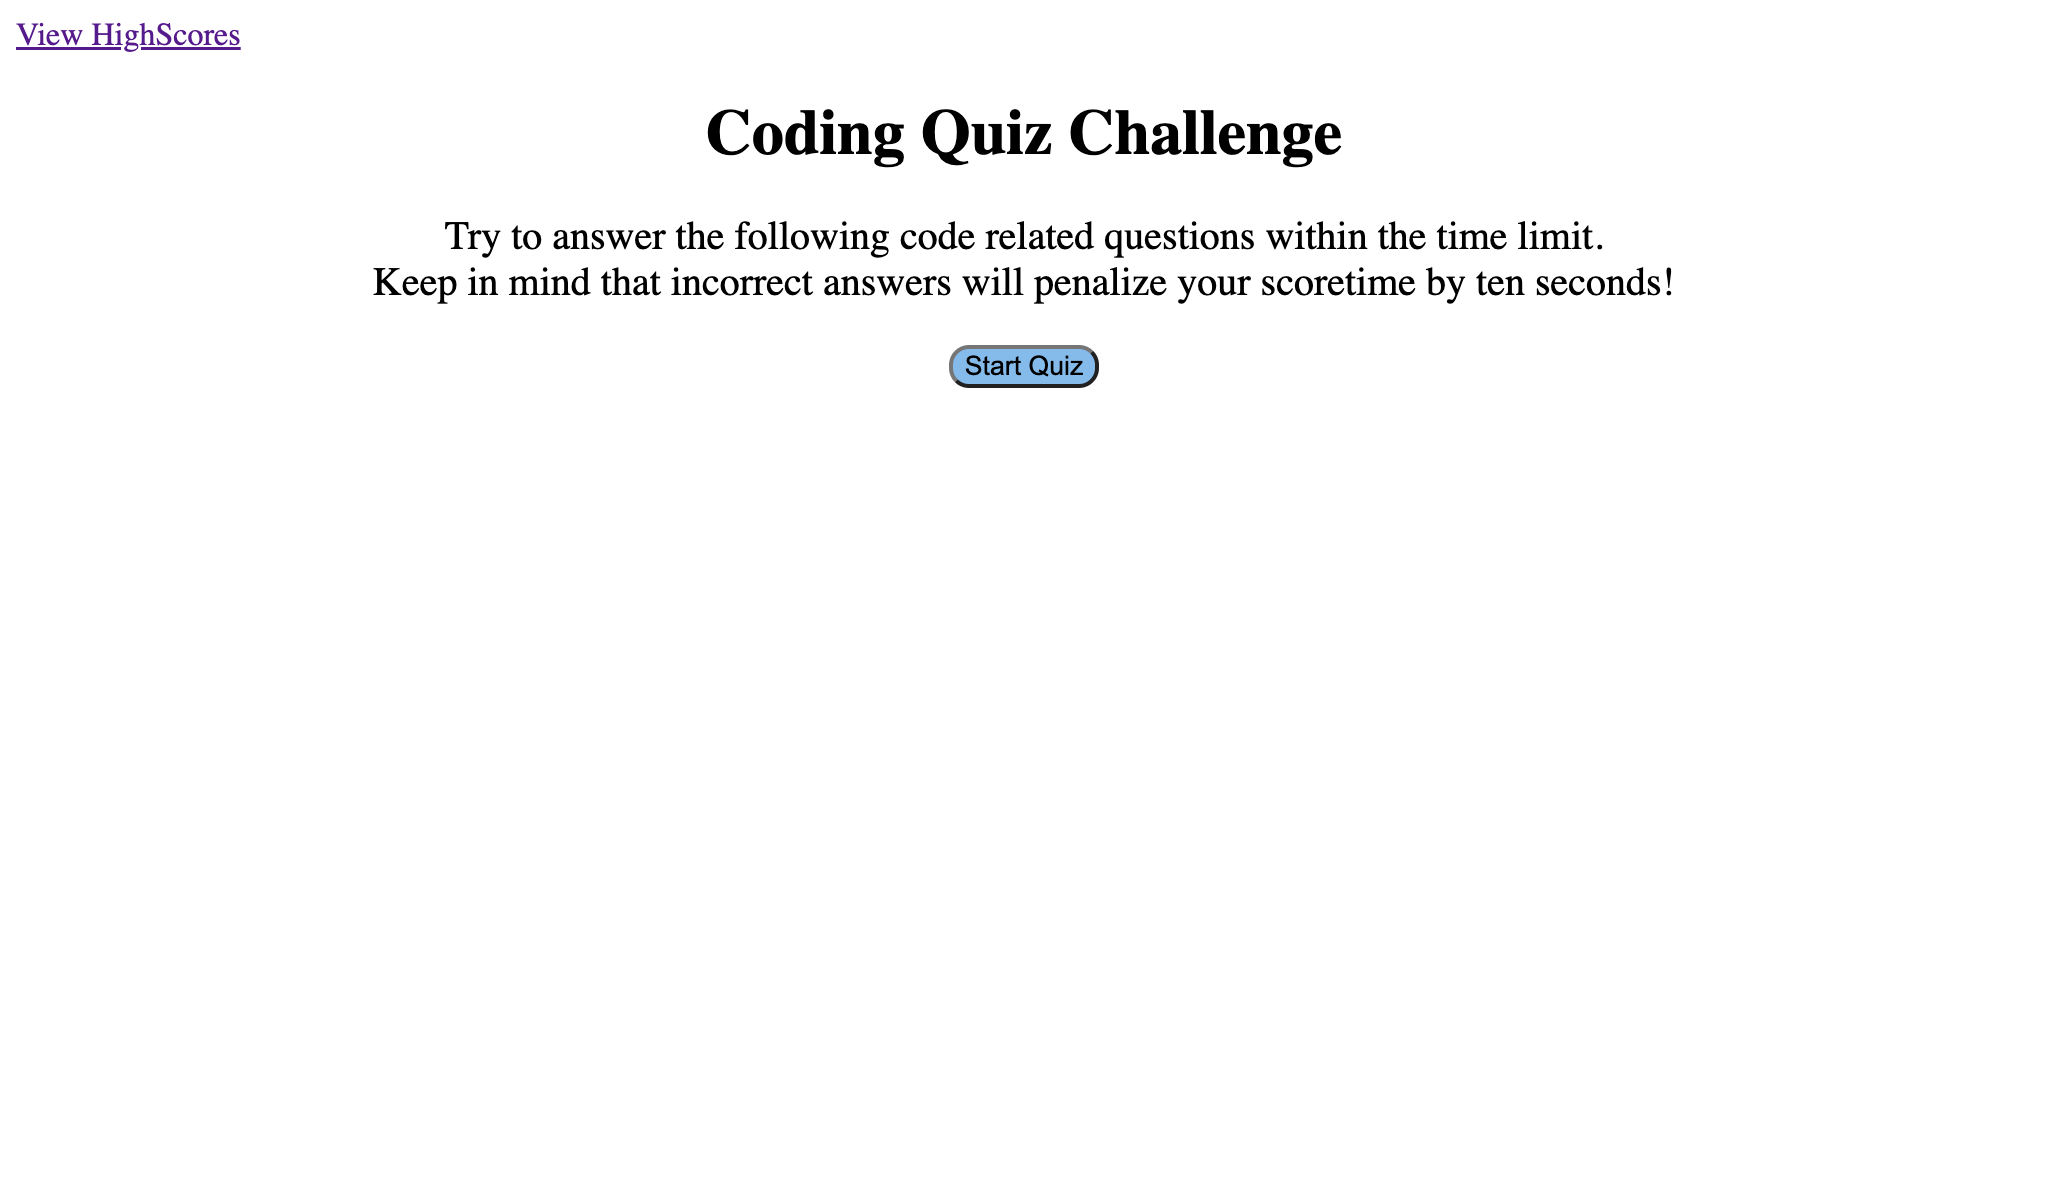 View HighScores
Coding Quiz Challenge
Try to answer the following code related questions within the time limit.
Keep in mind that incorrect answers will penalize your scoretime by ten seconds!
Start Quiz